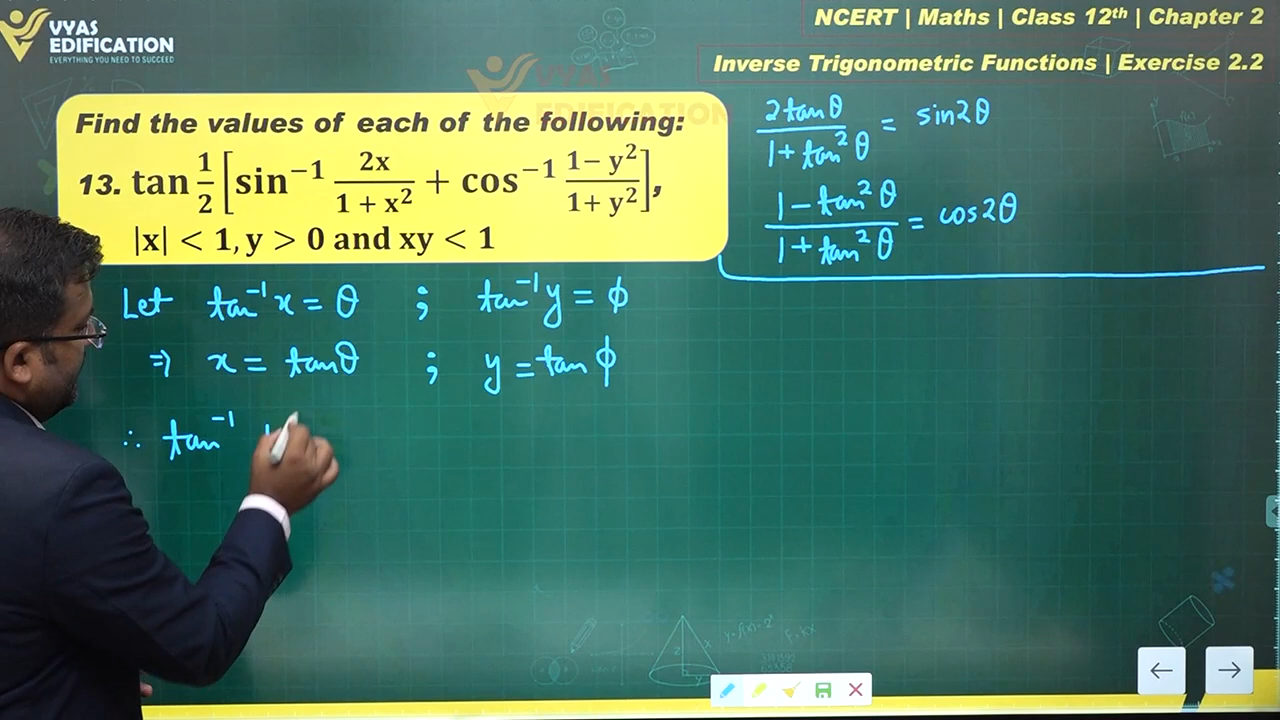 VYAS
EDIFICATION
EVERYTHING YOU NEED TO SUCCEED
NCERT | Maths | Class 12th | Chapter 2
Inverse Trigonometric Functions | Exercise 2.2
VYAS
EDIFICATION
Find the values of each of the following:
13. tan 1/2 [sin⁻¹ 2x/(1 + x²) + cos⁻¹ (1− y²)/(1+ y²)],
|x| < 1, y > 0 and xy < 1
2tanθ/(1+tan²θ) = sin2θ
(1−tan²θ)/(1+tan²θ) = cos2θ
Let tan⁻¹x = θ ; tan⁻¹y = ϕ
⇒ x = tanθ ; y = tanϕ
∴ tan⁻¹